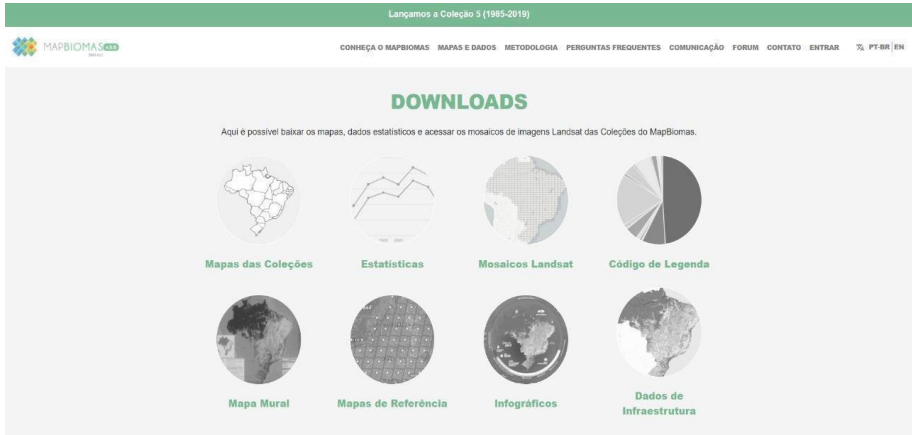 Lançamos a Coleção 5 (1985-2019)
MAPBIOMAS
CONHEÇA O MAPBIOMAS MAPAS E DADOS METODOLOGIA PERGUNTAS FREQUENTES COMUNICAÇÃO FORUM CONTATO ENTRAR PT-BR EN
DOWNLOADS
Aqui é possível baixar os mapas, dados estatísticos e acessar os mosaicos de imagens Landsat das Coleções do MapBiomas.
Mapas das Coleções Estatísticas Mosaicos Landsat Código de Legenda
Mapa Mural Mapas de Referência Infográficos Dados de
Infraestrutura